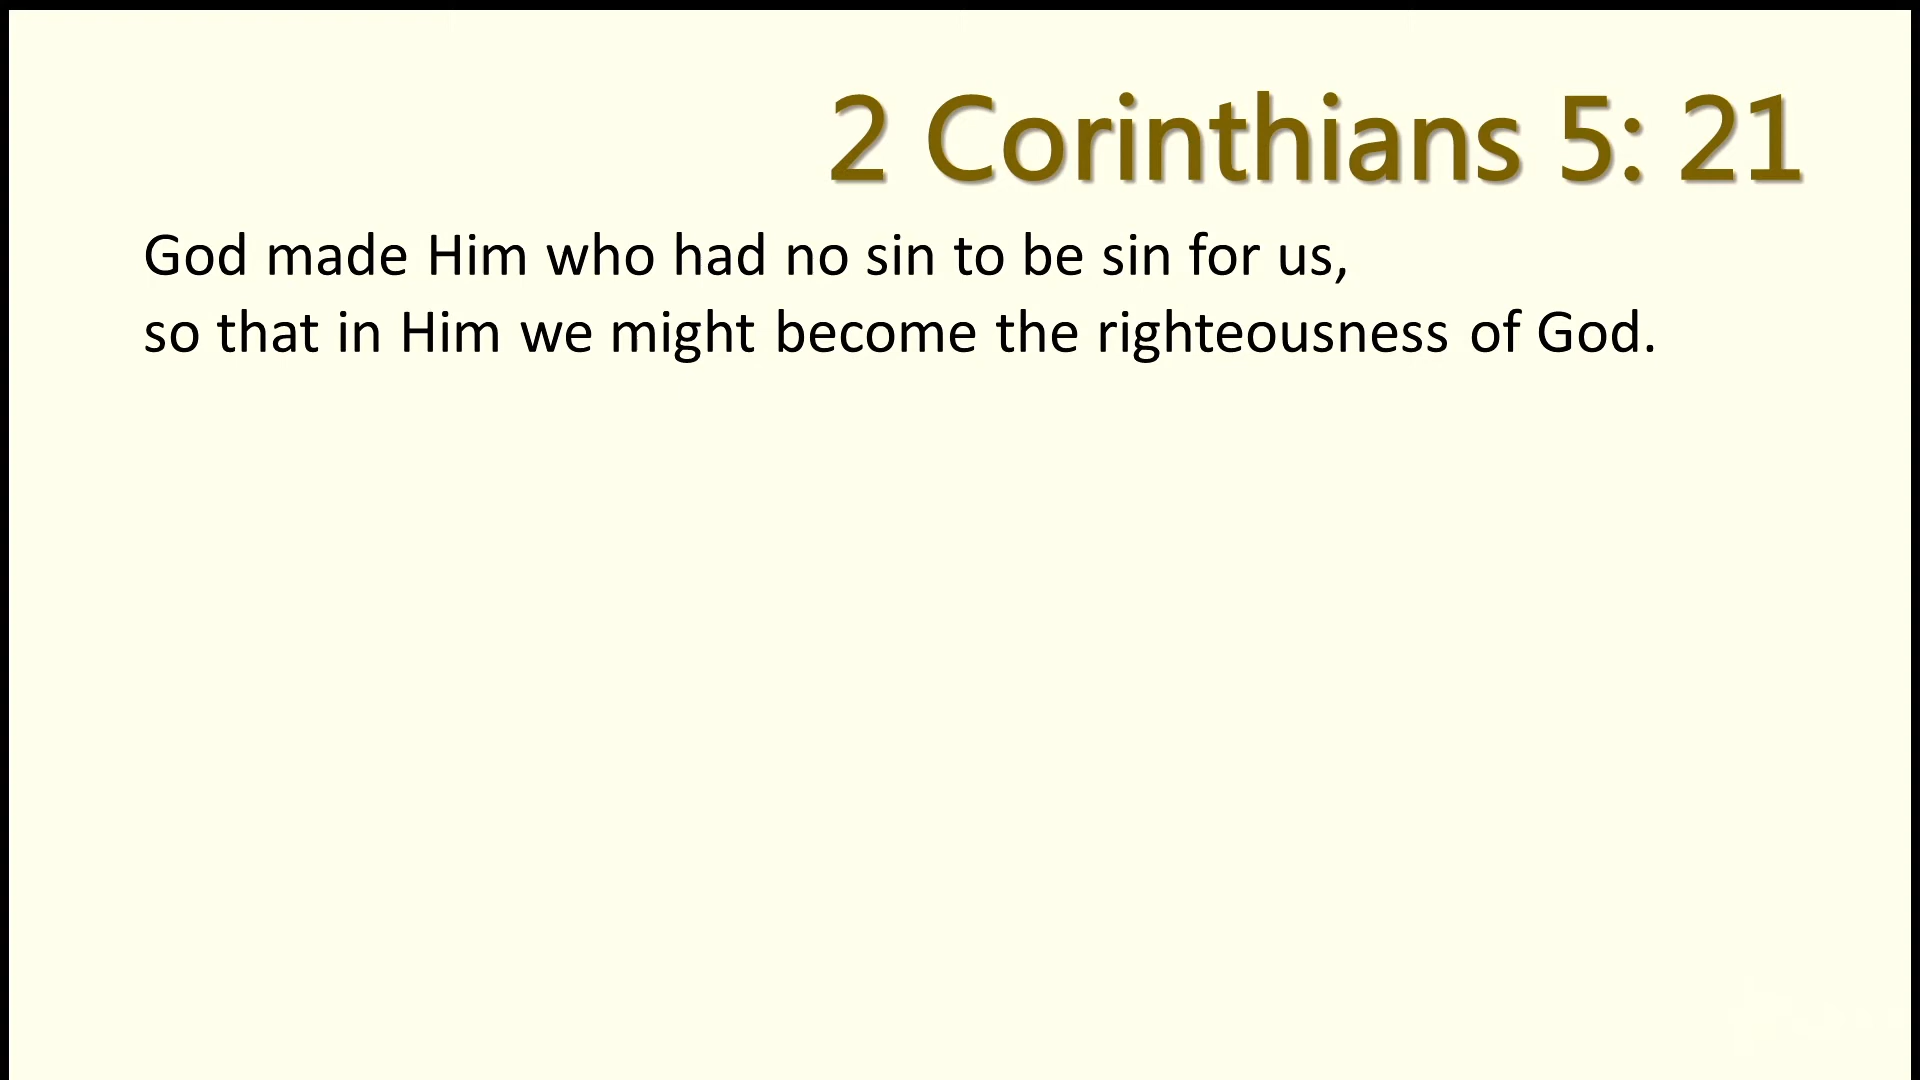 2 Corinthians 5: 21
God made Him who had no sin to be sin for us,
so that in Him we might become the righteousness of God.